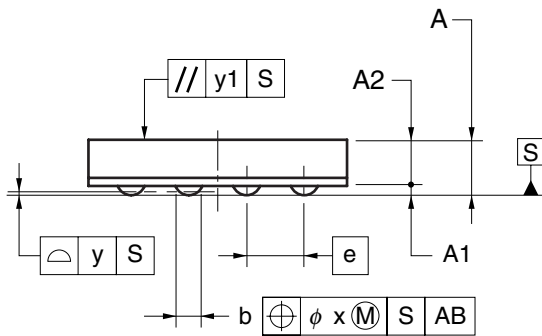 A
// y1 S
A2
S
⌓ y S
e
A1
b ⌖ ϕ x Ⓜ S AB